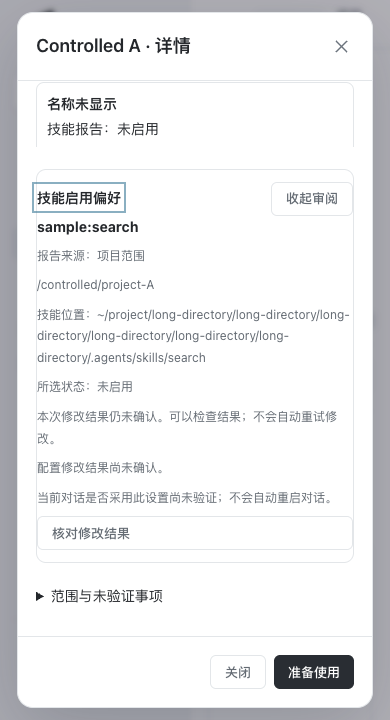 Controlled A · 详情
名称未显示
技能报告：未启用
技能启用偏好
收起审阅
sample:search
报告来源：项目范围
/controlled/project-A
技能位置：~/project/long-directory/long-directory/long-
directory/long-directory/long-directory/long-
directory/.agents/skills/search
所选状态：未启用
本次修改结果仍未确认。可以检查结果；不会自动重试修
改。
配置修改结果尚未确认。
当前对话是否采用此设置尚未验证；不会自动重启对话。
核对修改结果
范围与未验证事项
关闭
准备使用